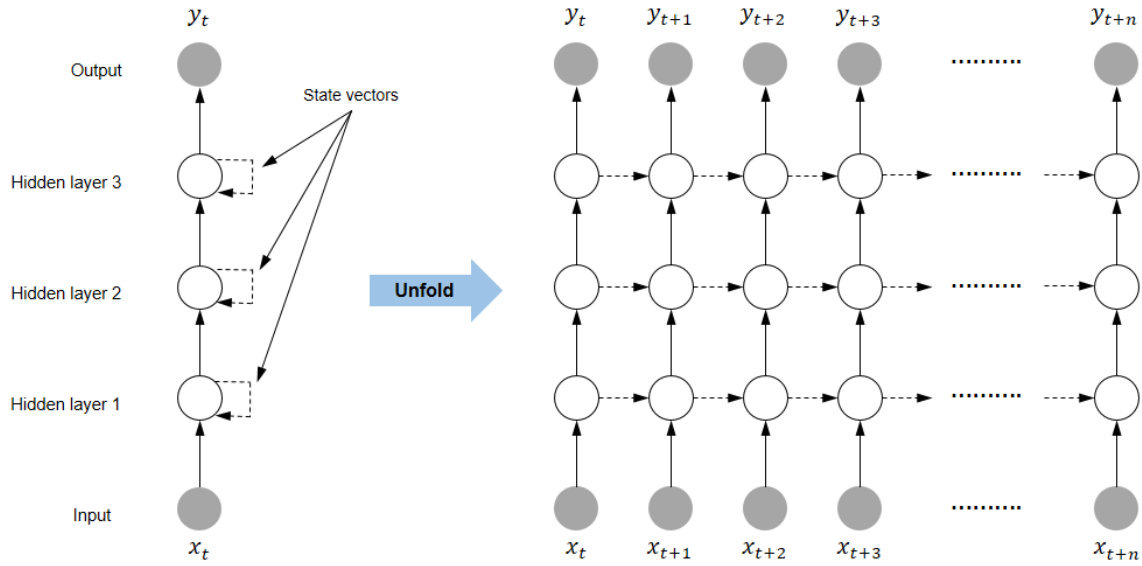 y_t
y_t y_{t+1} y_{t+2} y_{t+3} y_{t+n}
Output
..........
State vectors
Hidden layer 3
..........
Hidden layer 2
Unfold
..........
Hidden layer 1
..........
Input
..........
x_t
x_t x_{t+1} x_{t+2} x_{t+3} x_{t+n}